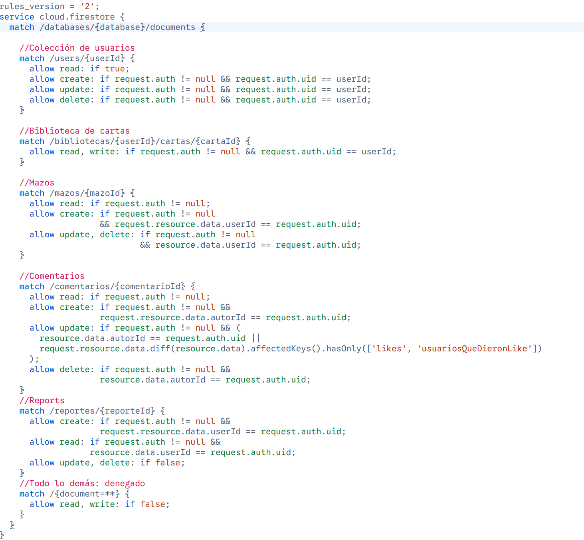 rules_version = '2';
service cloud.firestore {
  match /databases/{database}/documents {

    //Colección de usuarios
    match /users/{userId} {
      allow read: if true;
      allow create: if request.auth != null && request.auth.uid == userId;
      allow update: if request.auth != null && request.auth.uid == userId;
      allow delete: if request.auth != null && request.auth.uid == userId;
    }

    //Biblioteca de cartas
    match /bibliotecas/{userId}/cartas/{cartaId} {
      allow read, write: if request.auth != null && request.auth.uid == userId;
    }

    //Mazos
    match /mazos/{mazoId} {
      allow read: if request.auth != null;
      allow create: if request.auth != null
                    && request.resource.data.userId == request.auth.uid;
      allow update, delete: if request.auth != null
                            && resource.data.userId == request.auth.uid;
    }

    //Comentarios
    match /comentarios/{comentarioId} {
      allow read: if request.auth != null;
      allow create: if request.auth != null &&
                    request.resource.data.autorId == request.auth.uid;
      allow update: if request.auth != null && (
        resource.data.autorId == request.auth.uid ||
        request.resource.data.diff(resource.data).affectedKeys().hasOnly(['likes', 'usuariosQueDieronLike'])
      );
      allow delete: if request.auth != null &&
                    resource.data.autorId == request.auth.uid;
    }
    //Reports
    match /reportes/{reporteId} {
      allow create: if request.auth != null &&
                    request.resource.data.userId == request.auth.uid;
      allow read: if request.auth != null &&
                  resource.data.userId == request.auth.uid;
      allow update, delete: if false;
    }
    //Todo lo demás: denegado
    match /{document=**} {
      allow read, write: if false;
    }
  }
}